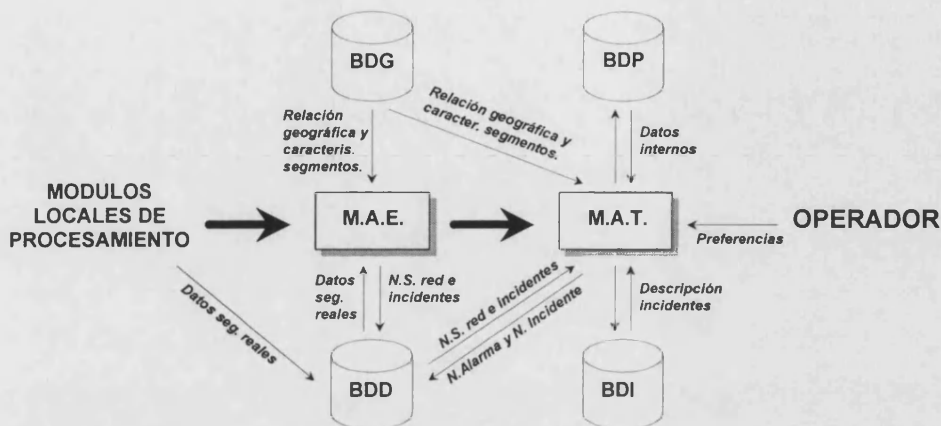 BDG
BDP
Relación
geográfica y
caracteris.
segmentos.
Relación geográfica y
caracter. segmentos.
Datos
internos
MODULOS
LOCALES DE
PROCESAMIENTO
M.A.E.
M.A.T.
OPERADOR
Preferencias
Datos seg. reales
Datos
seg.
reales
N.S. red e
incidentes
N.S. red e incidentes
N.Alarma y N. Incidente
Descripción
incidentes
BDD
BDI